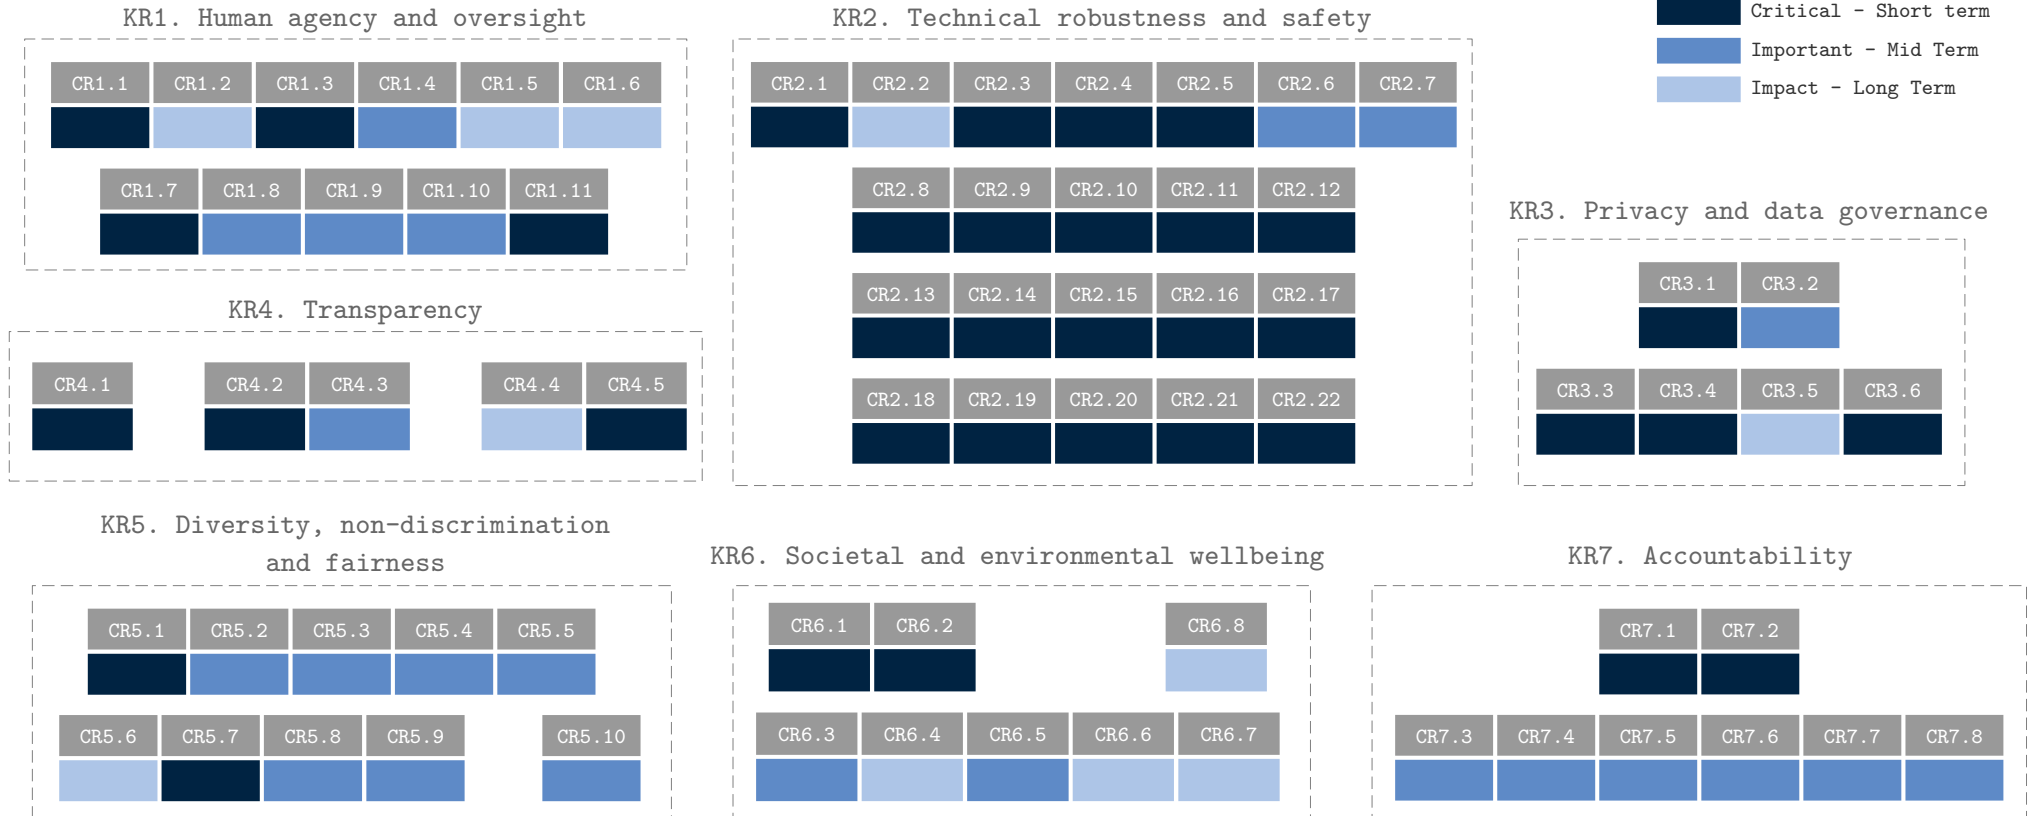 KR1. Human agency and oversight
CR1.1 CR1.2 CR1.3 CR1.4 CR1.5 CR1.6
CR1.7 CR1.8 CR1.9 CR1.10 CR1.11
KR2. Technical robustness and safety
CR2.1 CR2.2 CR2.3 CR2.4 CR2.5 CR2.6 CR2.7
CR2.8 CR2.9 CR2.10 CR2.11 CR2.12
CR2.13 CR2.14 CR2.15 CR2.16 CR2.17
CR2.18 CR2.19 CR2.20 CR2.21 CR2.22
Critical - Short term
Important - Mid Term
Impact - Long Term
KR3. Privacy and data governance
CR3.1 CR3.2
CR3.3 CR3.4 CR3.5 CR3.6
KR4. Transparency
CR4.1 CR4.2 CR4.3 CR4.4 CR4.5
KR5. Diversity, non-discrimination
and fairness
CR5.1 CR5.2 CR5.3 CR5.4 CR5.5
CR5.6 CR5.7 CR5.8 CR5.9 CR5.10
KR6. Societal and environmental wellbeing
CR6.1 CR6.2 CR6.8
CR6.3 CR6.4 CR6.5 CR6.6 CR6.7
KR7. Accountability
CR7.1 CR7.2
CR7.3 CR7.4 CR7.5 CR7.6 CR7.7 CR7.8